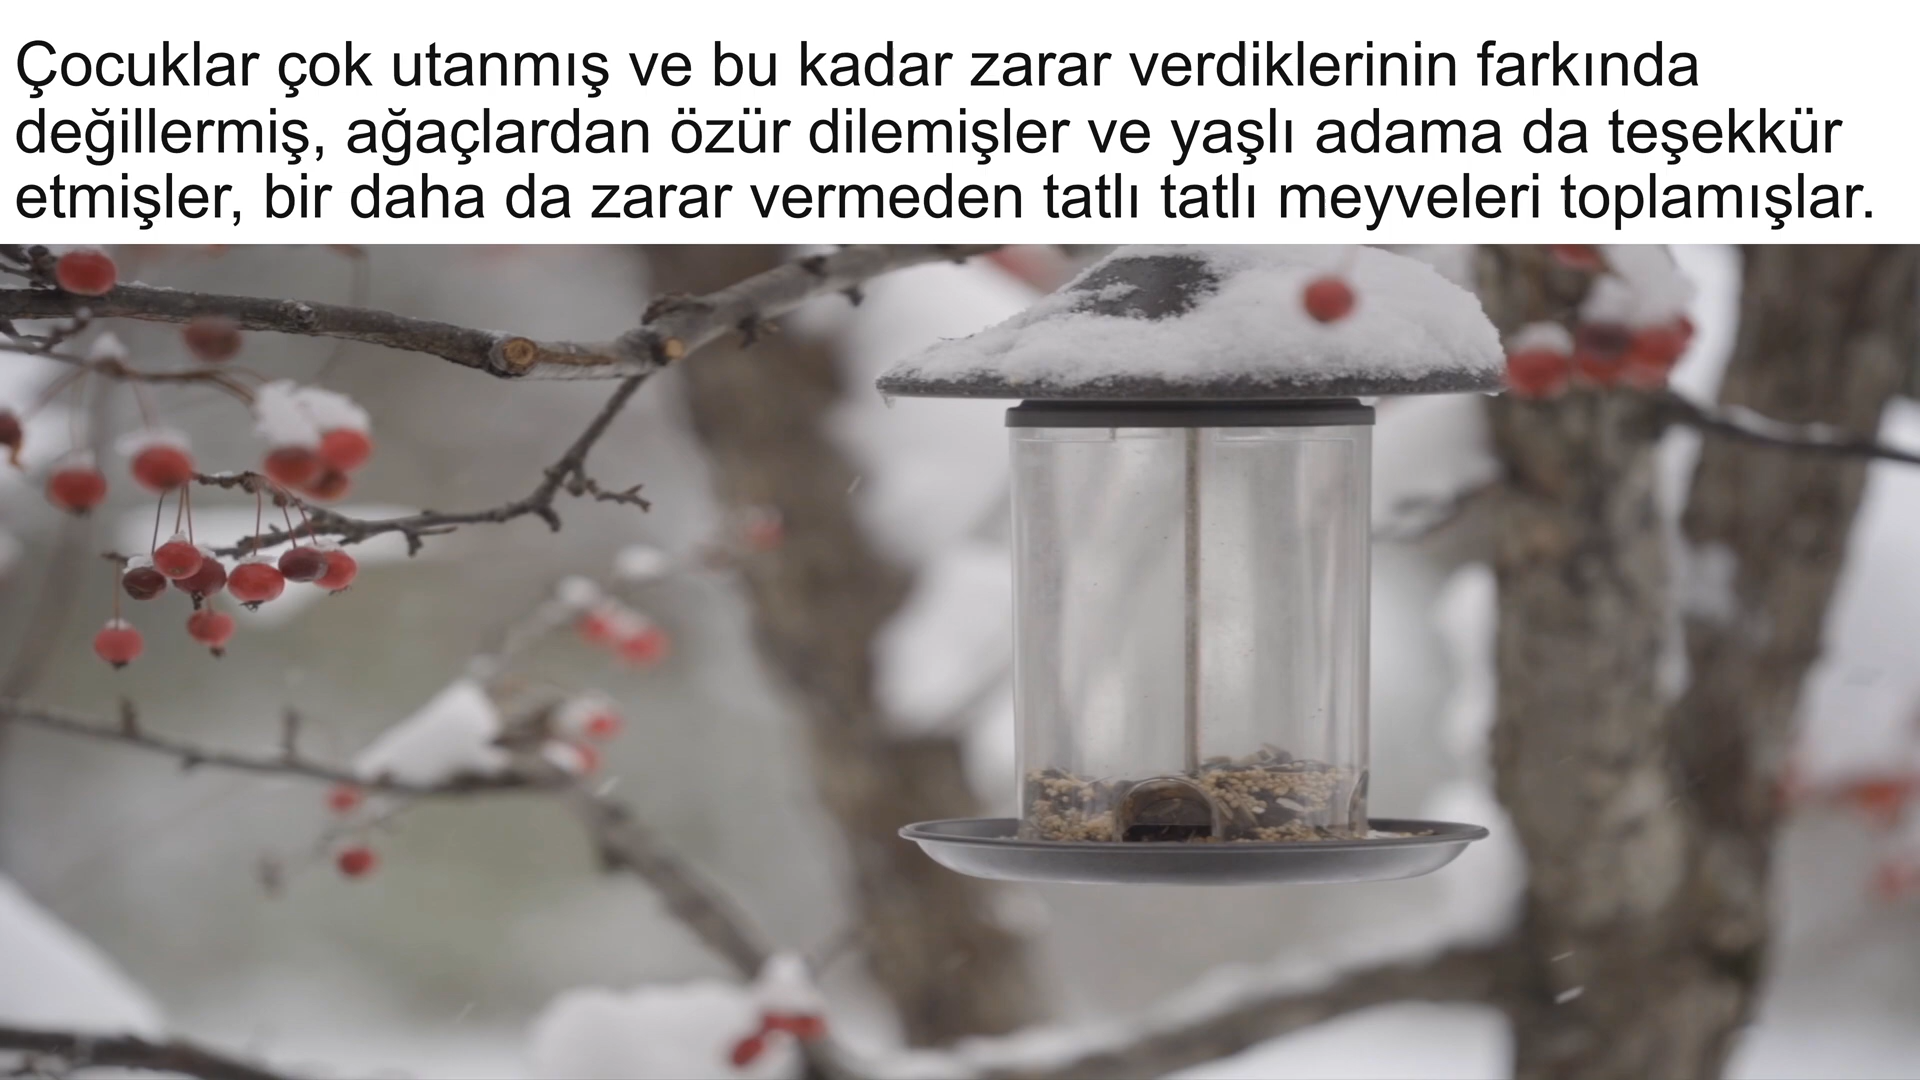 Çocuklar çok utanmış ve bu kadar zarar verdiklerinin farkında
değillermiş, ağaçlardan özür dilemişler ve yaşlı adama da teşekkür
etmişler, bir daha da zarar vermeden tatlı tatlı meyveleri toplamışlar.